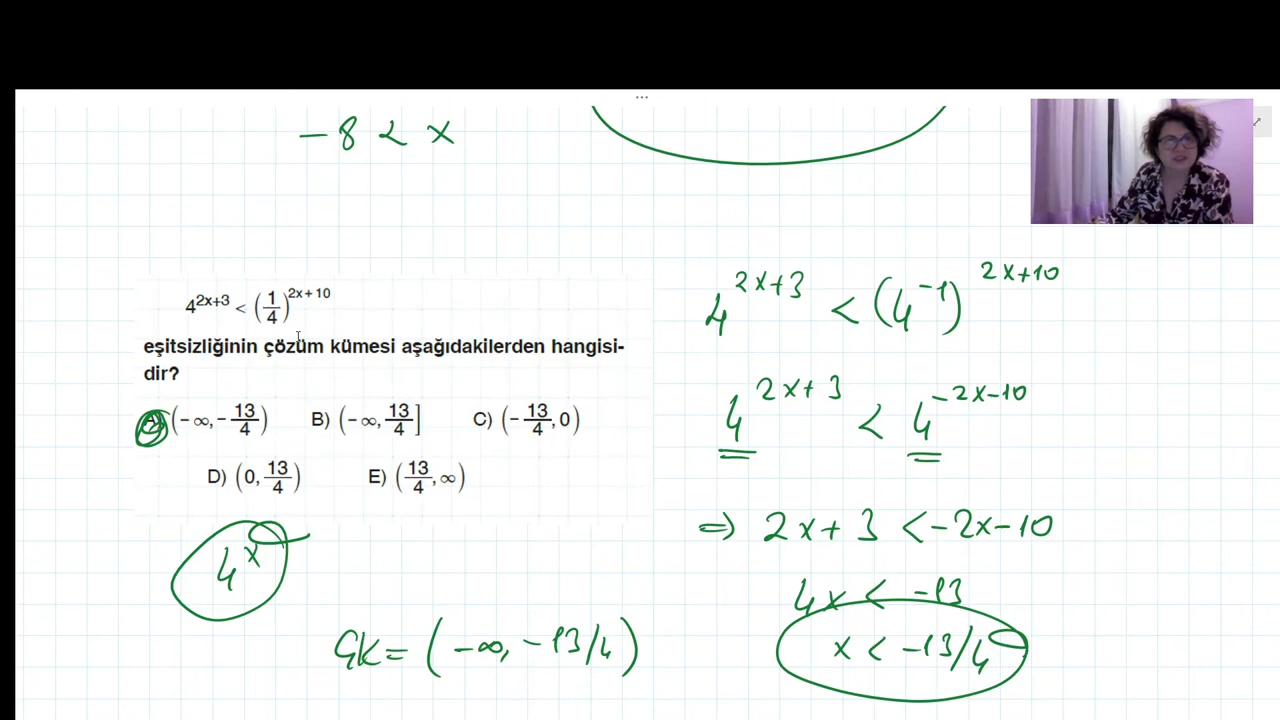 ...
− 8 < x
4^{2x+3} < (1/4)^{2x+10}
eşitsizliğinin çözüm kümesi aşağıdakilerden hangisi-
dir?
A) (−∞, −13/4) B) (−∞, 13/4] C) (−13/4, 0)
D) (0, 13/4) E) (13/4, ∞)
4^x
ÇK = (−∞, −13/4)
4^{2x+3} < (4^{−1})^{2x+10}
4^{2x+3} < 4^{−2x−10}
⇒ 2x+3 < −2x−10
4x < −13
x < −13/4